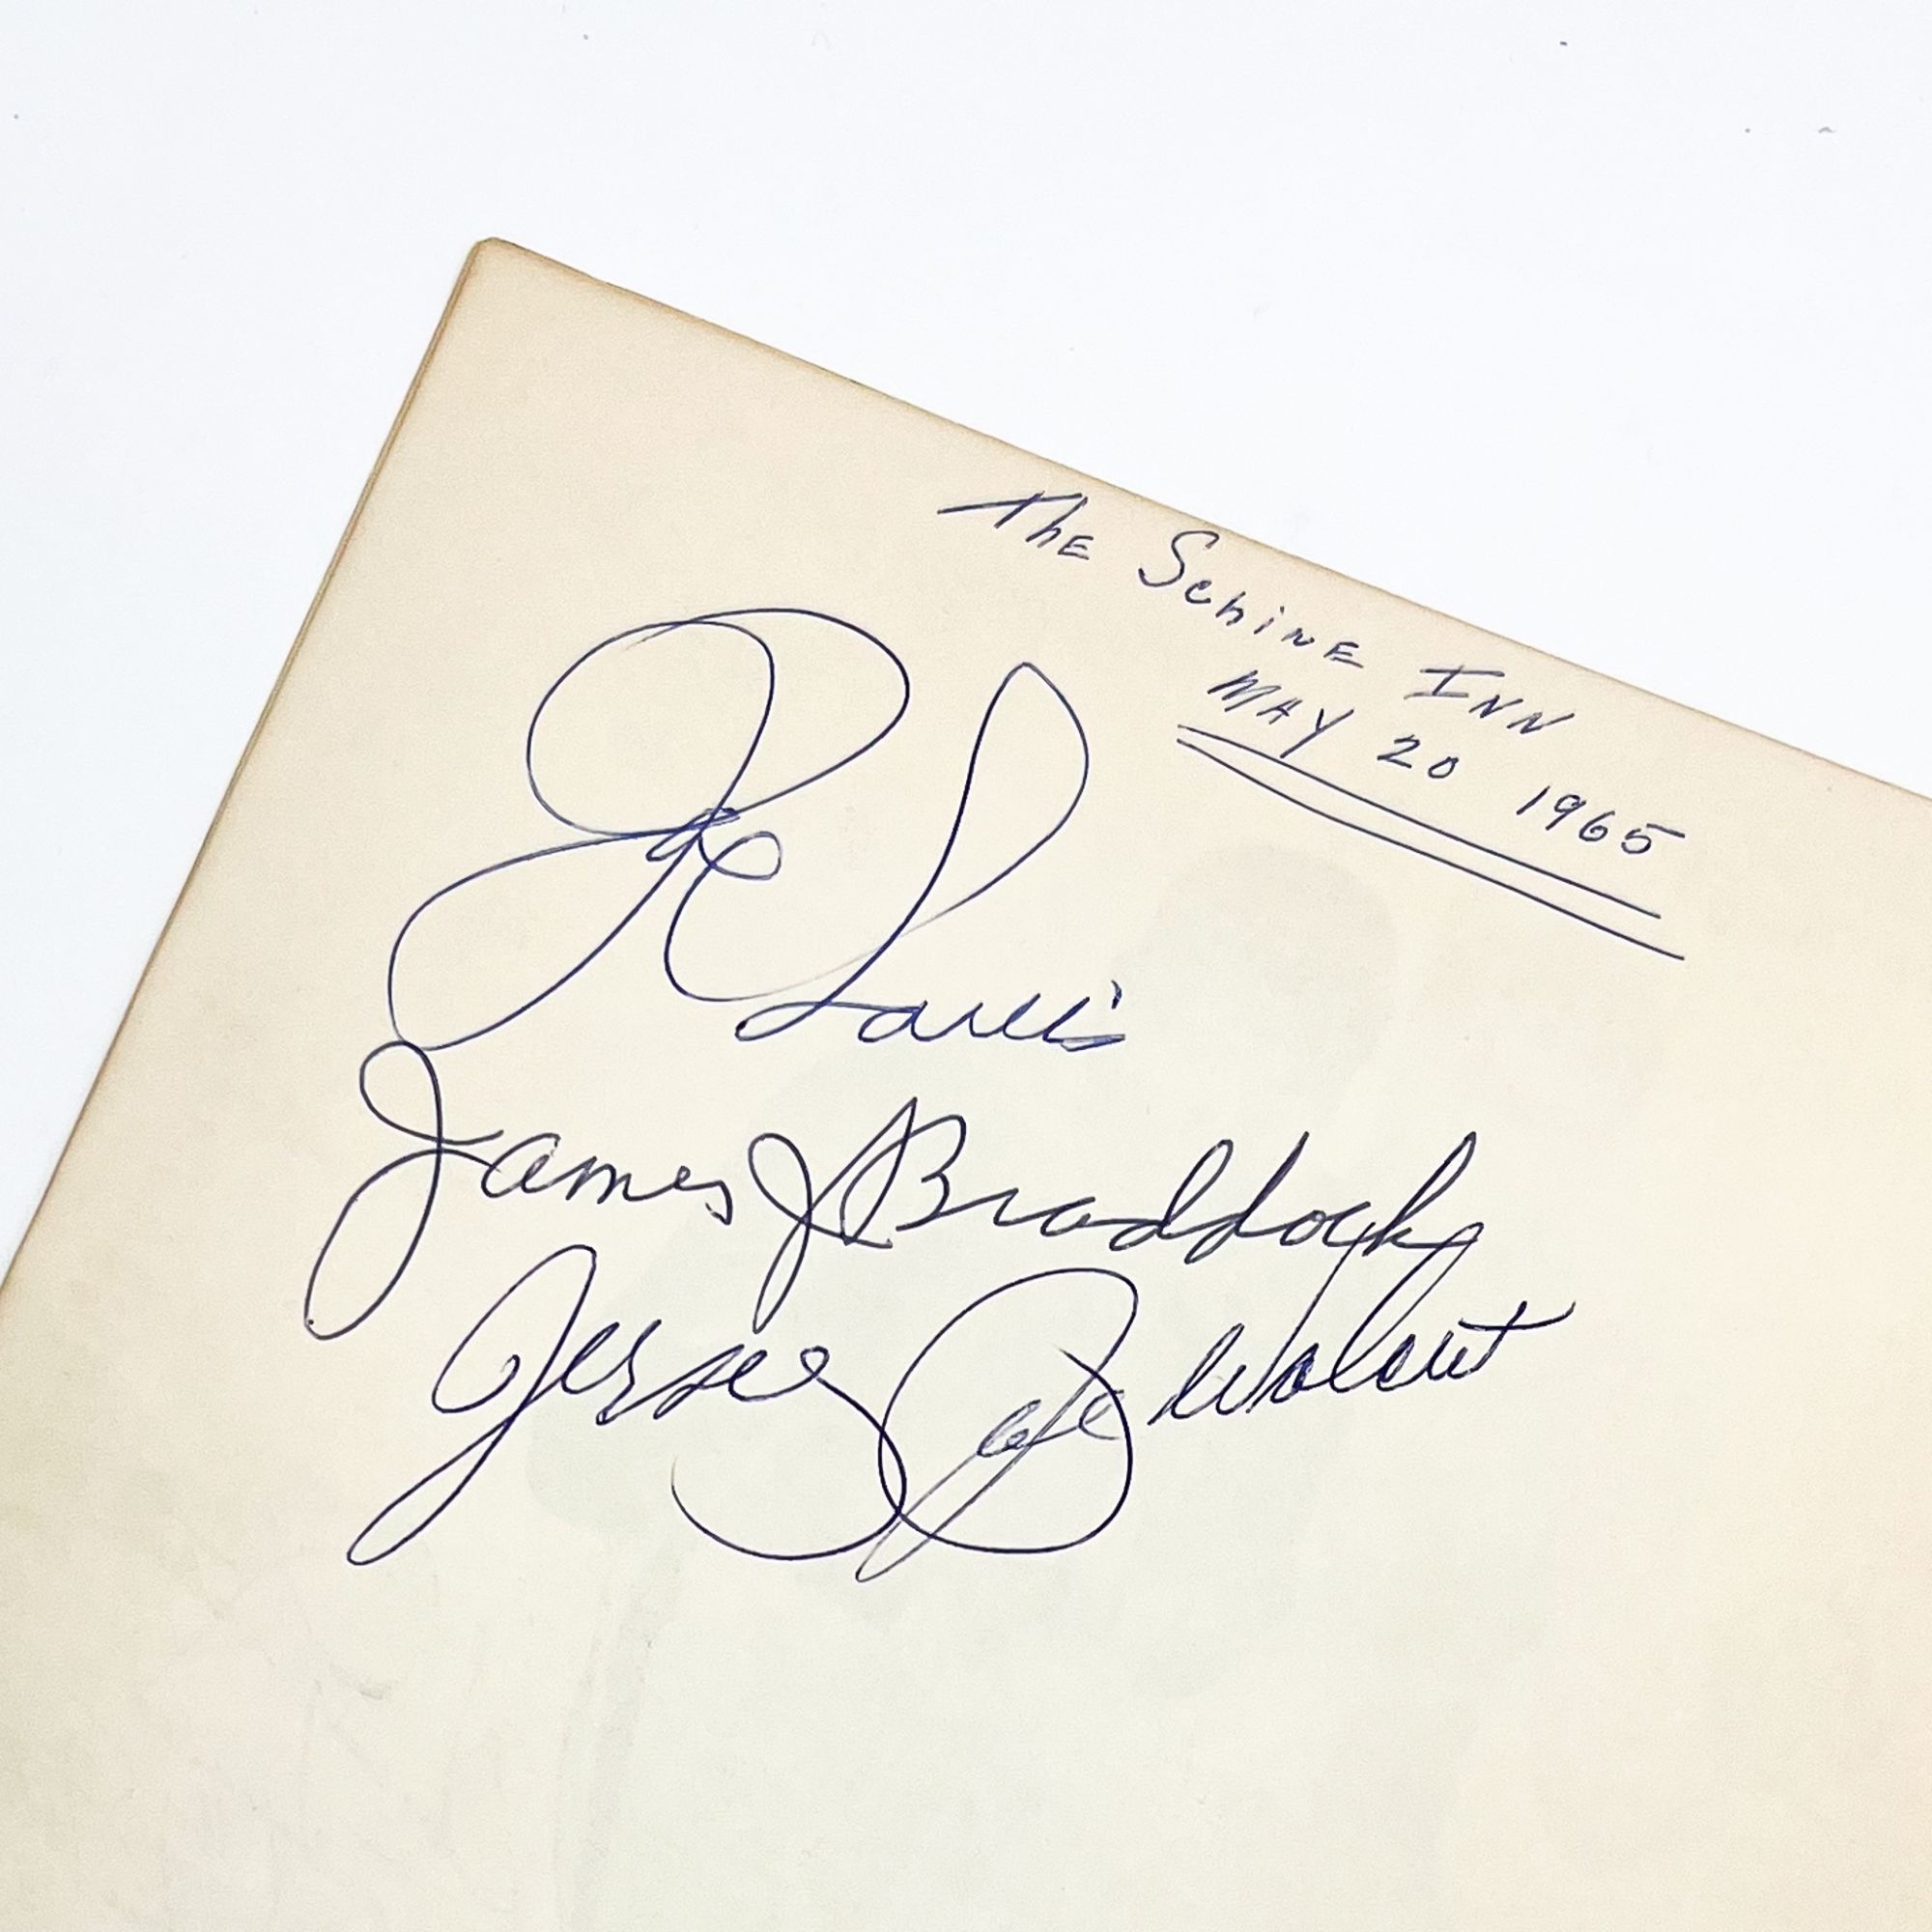 The Schine Inn
May 20 1965
Joe Louis
James J Braddock
Jersey Joe Walcott